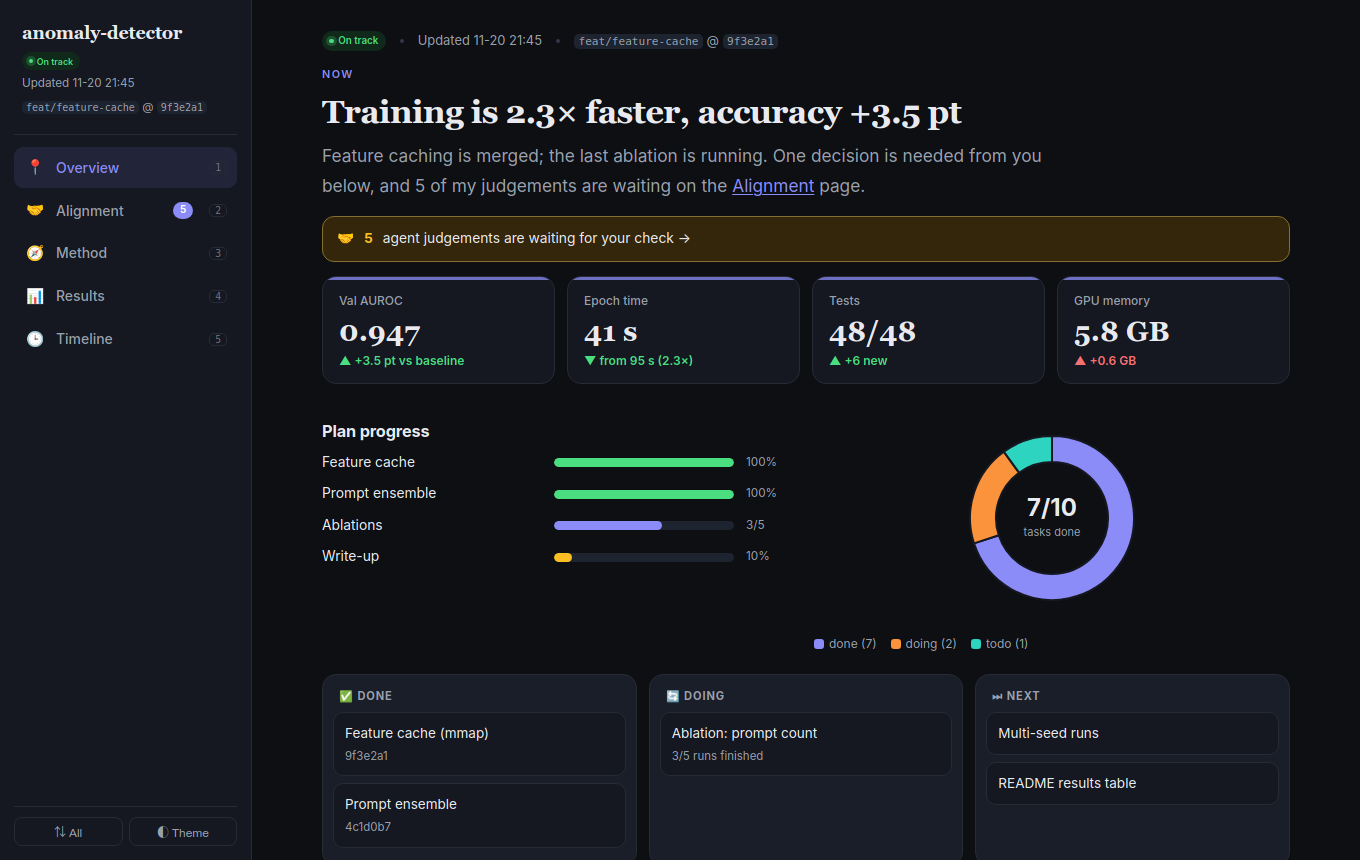 anomaly-detector
On track
Updated 11-20 21:45
feat/feature-cache @ 9f3e2a1
Overview 1
Alignment 5 2
Method 3
Results 4
Timeline 5
All
Theme
On track • Updated 11-20 21:45 • feat/feature-cache @ 9f3e2a1
NOW
Training is 2.3× faster, accuracy +3.5 pt
Feature caching is merged; the last ablation is running. One decision is needed from you
below, and 5 of my judgements are waiting on the Alignment page.
5 agent judgements are waiting for your check →
Val AUROC
0.947
▲ +3.5 pt vs baseline
Epoch time
41 s
▼ from 95 s (2.3×)
Tests
48/48
▲ +6 new
GPU memory
5.8 GB
▲ +0.6 GB
Plan progress
Feature cache 100%
Prompt ensemble 100%
Ablations 3/5
Write-up 10%
7/10
tasks done
done (7) doing (2) todo (1)
DONE
Feature cache (mmap)
9f3e2a1
Prompt ensemble
4c1d0b7
DOING
Ablation: prompt count
3/5 runs finished
NEXT
Multi-seed runs
README results table